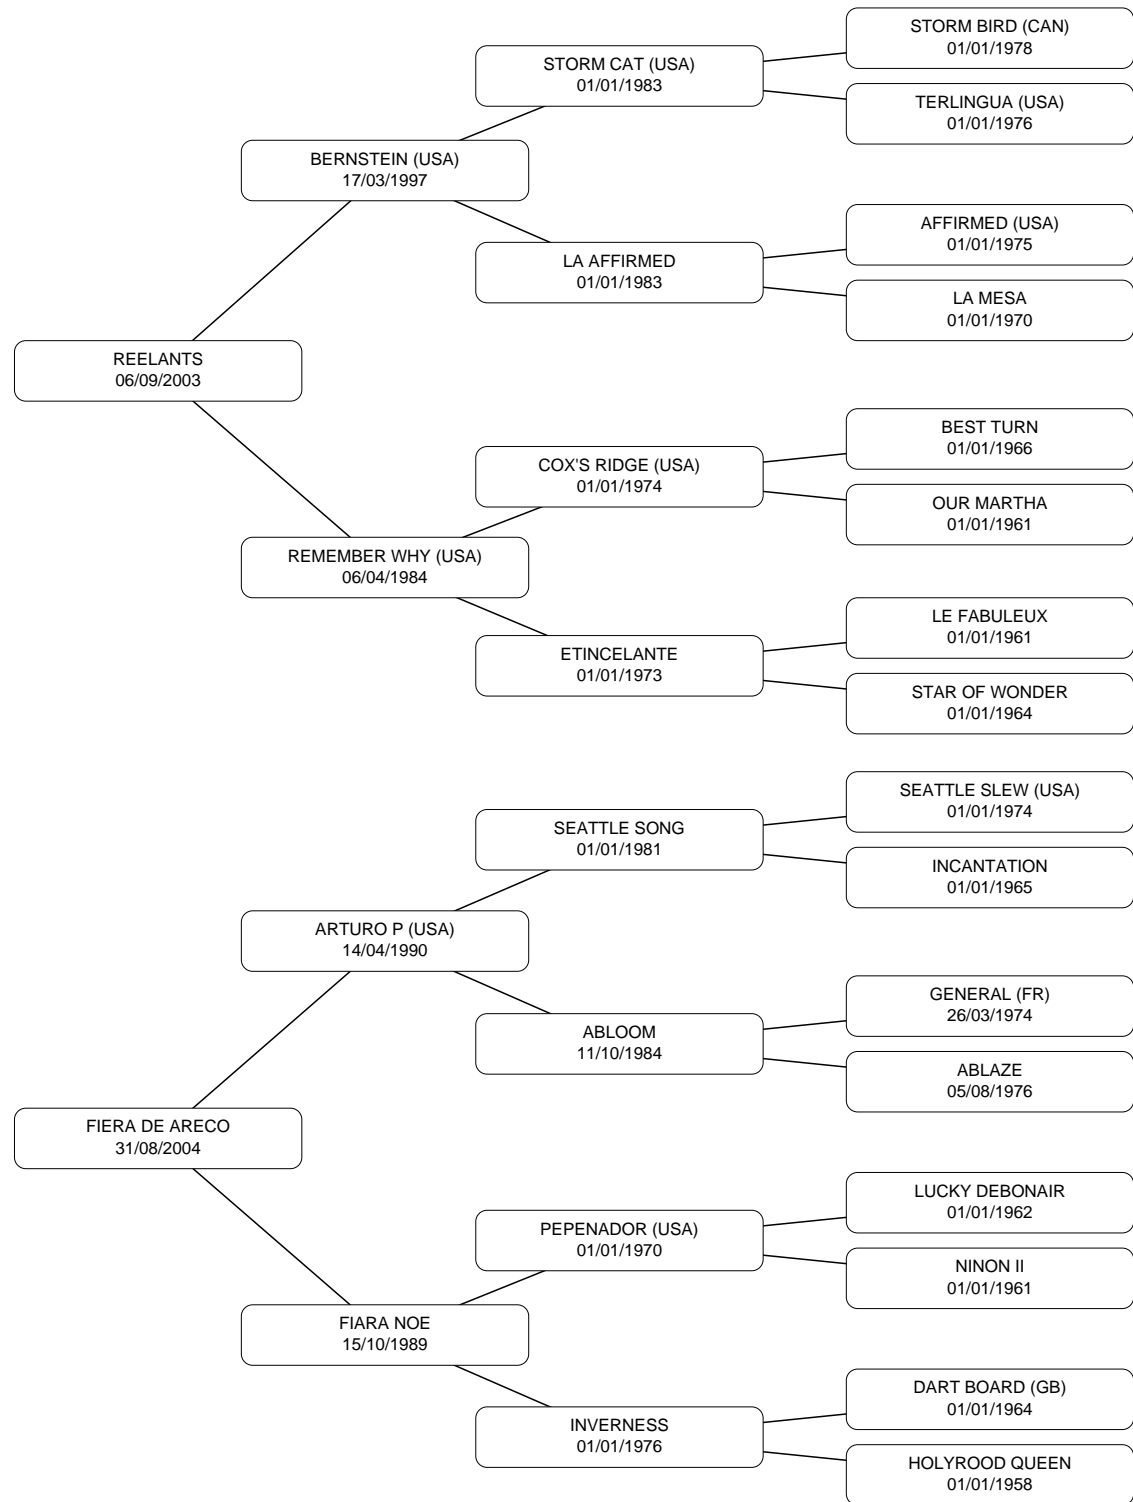 STORM BIRD (CAN)
01/01/1978
STORM CAT (USA)
01/01/1983
TERLINGUA (USA)
01/01/1976
BERNSTEIN (USA)
17/03/1997
AFFIRMED (USA)
01/01/1975
LA AFFIRMED
01/01/1983
LA MESA
01/01/1970
REELANTS
06/09/2003
BEST TURN
01/01/1966
COX'S RIDGE (USA)
01/01/1974
OUR MARTHA
01/01/1961
REMEMBER WHY (USA)
06/04/1984
LE FABULEUX
01/01/1961
ETINCELANTE
01/01/1973
STAR OF WONDER
01/01/1964
SEATTLE SLEW (USA)
01/01/1974
SEATTLE SONG
01/01/1981
INCANTATION
01/01/1965
ARTURO P (USA)
14/04/1990
GENERAL (FR)
26/03/1974
ABLOOM
11/10/1984
ABLAZE
05/08/1976
FIERA DE ARECO
31/08/2004
LUCKY DEBONAIR
01/01/1962
PEPENADOR (USA)
01/01/1970
NINON II
01/01/1961
FIARA NOE
15/10/1989
DART BOARD (GB)
01/01/1964
INVERNESS
01/01/1976
HOLYROOD QUEEN
01/01/1958